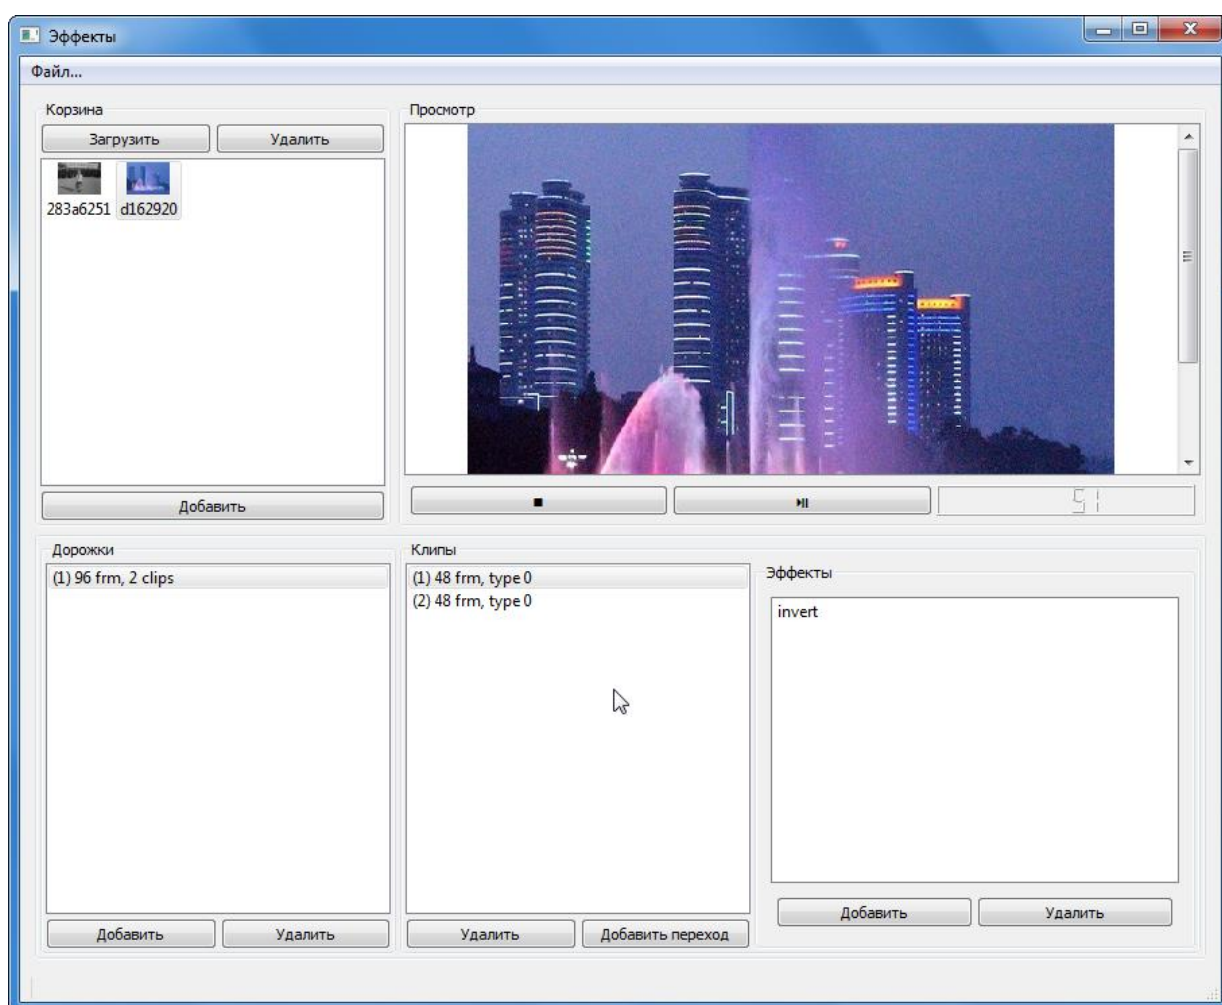 Эффекты
Файл...
Корзина
Загрузить
Удалить
283a6251
d162920
Добавить
Просмотр
51
Дорожки
(1) 96 frm, 2 clips
Добавить
Удалить
Клипы
(1) 48 frm, type 0
(2) 48 frm, type 0
Удалить
Добавить переход
Эффекты
invert
Добавить
Удалить